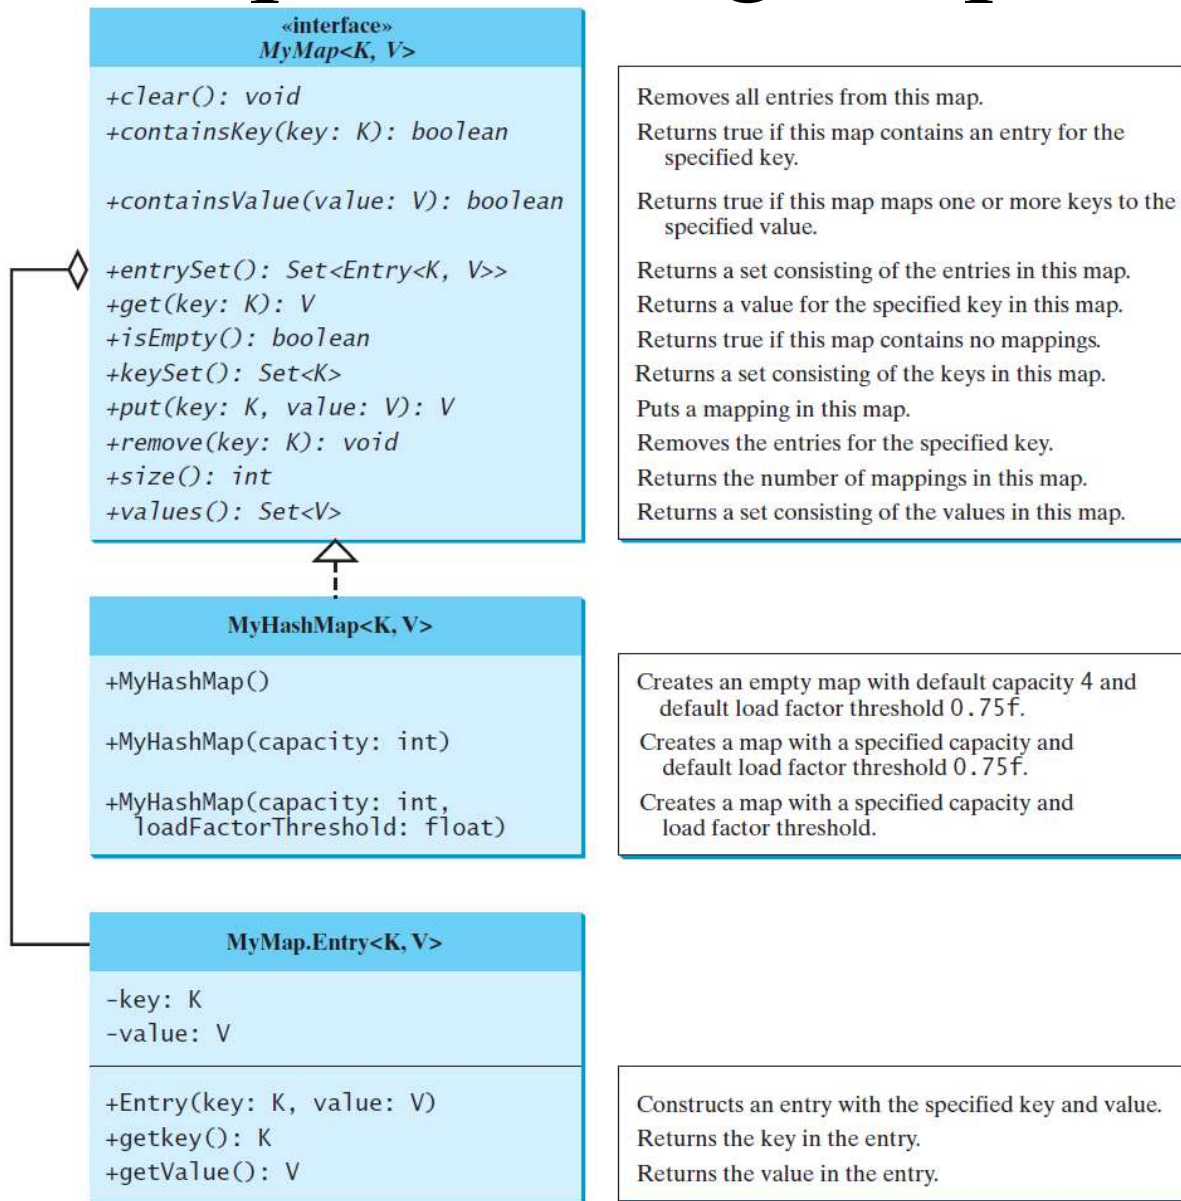 «interface»
MyMap<K, V>
+clear(): void
+containsKey(key: K): boolean
+containsValue(value: V): boolean
+entrySet(): Set<Entry<K, V>>
+get(key: K): V
+isEmpty(): boolean
+keySet(): Set<K>
+put(key: K, value: V): V
+remove(key: K): void
+size(): int
+values(): Set<V>
Removes all entries from this map.
Returns true if this map contains an entry for the
specified key.
Returns true if this map maps one or more keys to the
specified value.
Returns a set consisting of the entries in this map.
Returns a value for the specified key in this map.
Returns true if this map contains no mappings.
Returns a set consisting of the keys in this map.
Puts a mapping in this map.
Removes the entries for the specified key.
Returns the number of mappings in this map.
Returns a set consisting of the values in this map.
MyHashMap<K, V>
+MyHashMap()
+MyHashMap(capacity: int)
+MyHashMap(capacity: int,
loadFactorThreshold: float)
Creates an empty map with default capacity 4 and
default load factor threshold 0.75f.
Creates a map with a specified capacity and
default load factor threshold 0.75f.
Creates a map with a specified capacity and
load factor threshold.
MyMap.Entry<K, V>
-key: K
-value: V
+Entry(key: K, value: V)
+getkey(): K
+getValue(): V
Constructs an entry with the specified key and value.
Returns the key in the entry.
Returns the value in the entry.